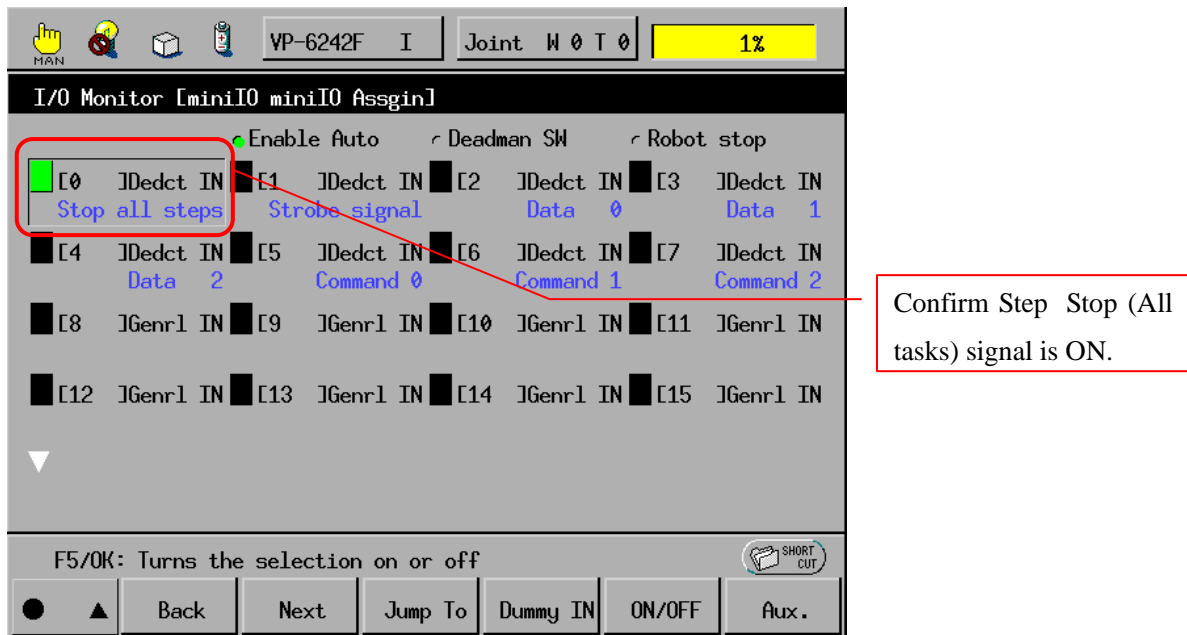 MAN VP-6242F I Joint W 0 T 0 1%
I/O Monitor [miniIO miniIO Assgin]
Enable Auto Deadman SW Robot stop
[0 ]Dedct IN [1 ]Dedct IN [2 ]Dedct IN [3 ]Dedct IN
Stop all steps Strobe signal Data 0 Data 1
[4 ]Dedct IN [5 ]Dedct IN [6 ]Dedct IN [7 ]Dedct IN
Data 2 Command 0 Command 1 Command 2
[8 ]Genrl IN [9 ]Genrl IN [10 ]Genrl IN [11 ]Genrl IN
[12 ]Genrl IN [13 ]Genrl IN [14 ]Genrl IN [15 ]Genrl IN
Confirm Step Stop (All
tasks) signal is ON.
F5/OK: Turns the selection on or off
SHORT
CUT
Back Next Jump To Dummy IN ON/OFF Aux.